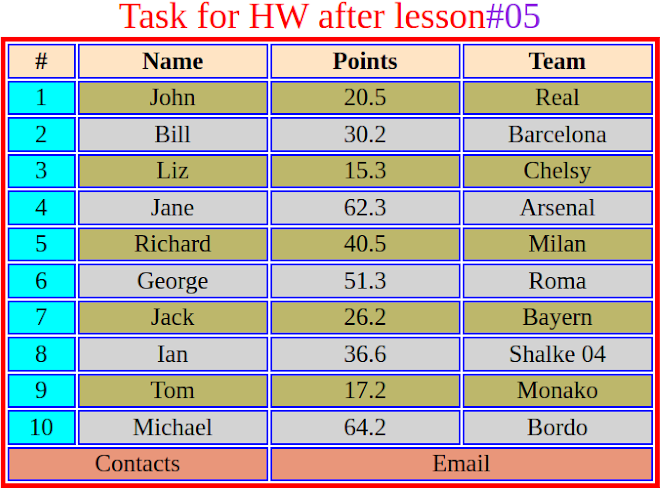 Task for HW after lesson#05
# Name Points Team
1 John 20.5 Real
2 Bill 30.2 Barcelona
3 Liz 15.3 Chelsy
4 Jane 62.3 Arsenal
5 Richard 40.5 Milan
6 George 51.3 Roma
7 Jack 26.2 Bayern
8 Ian 36.6 Shalke 04
9 Tom 17.2 Monako
10 Michael 64.2 Bordo
Contacts Email